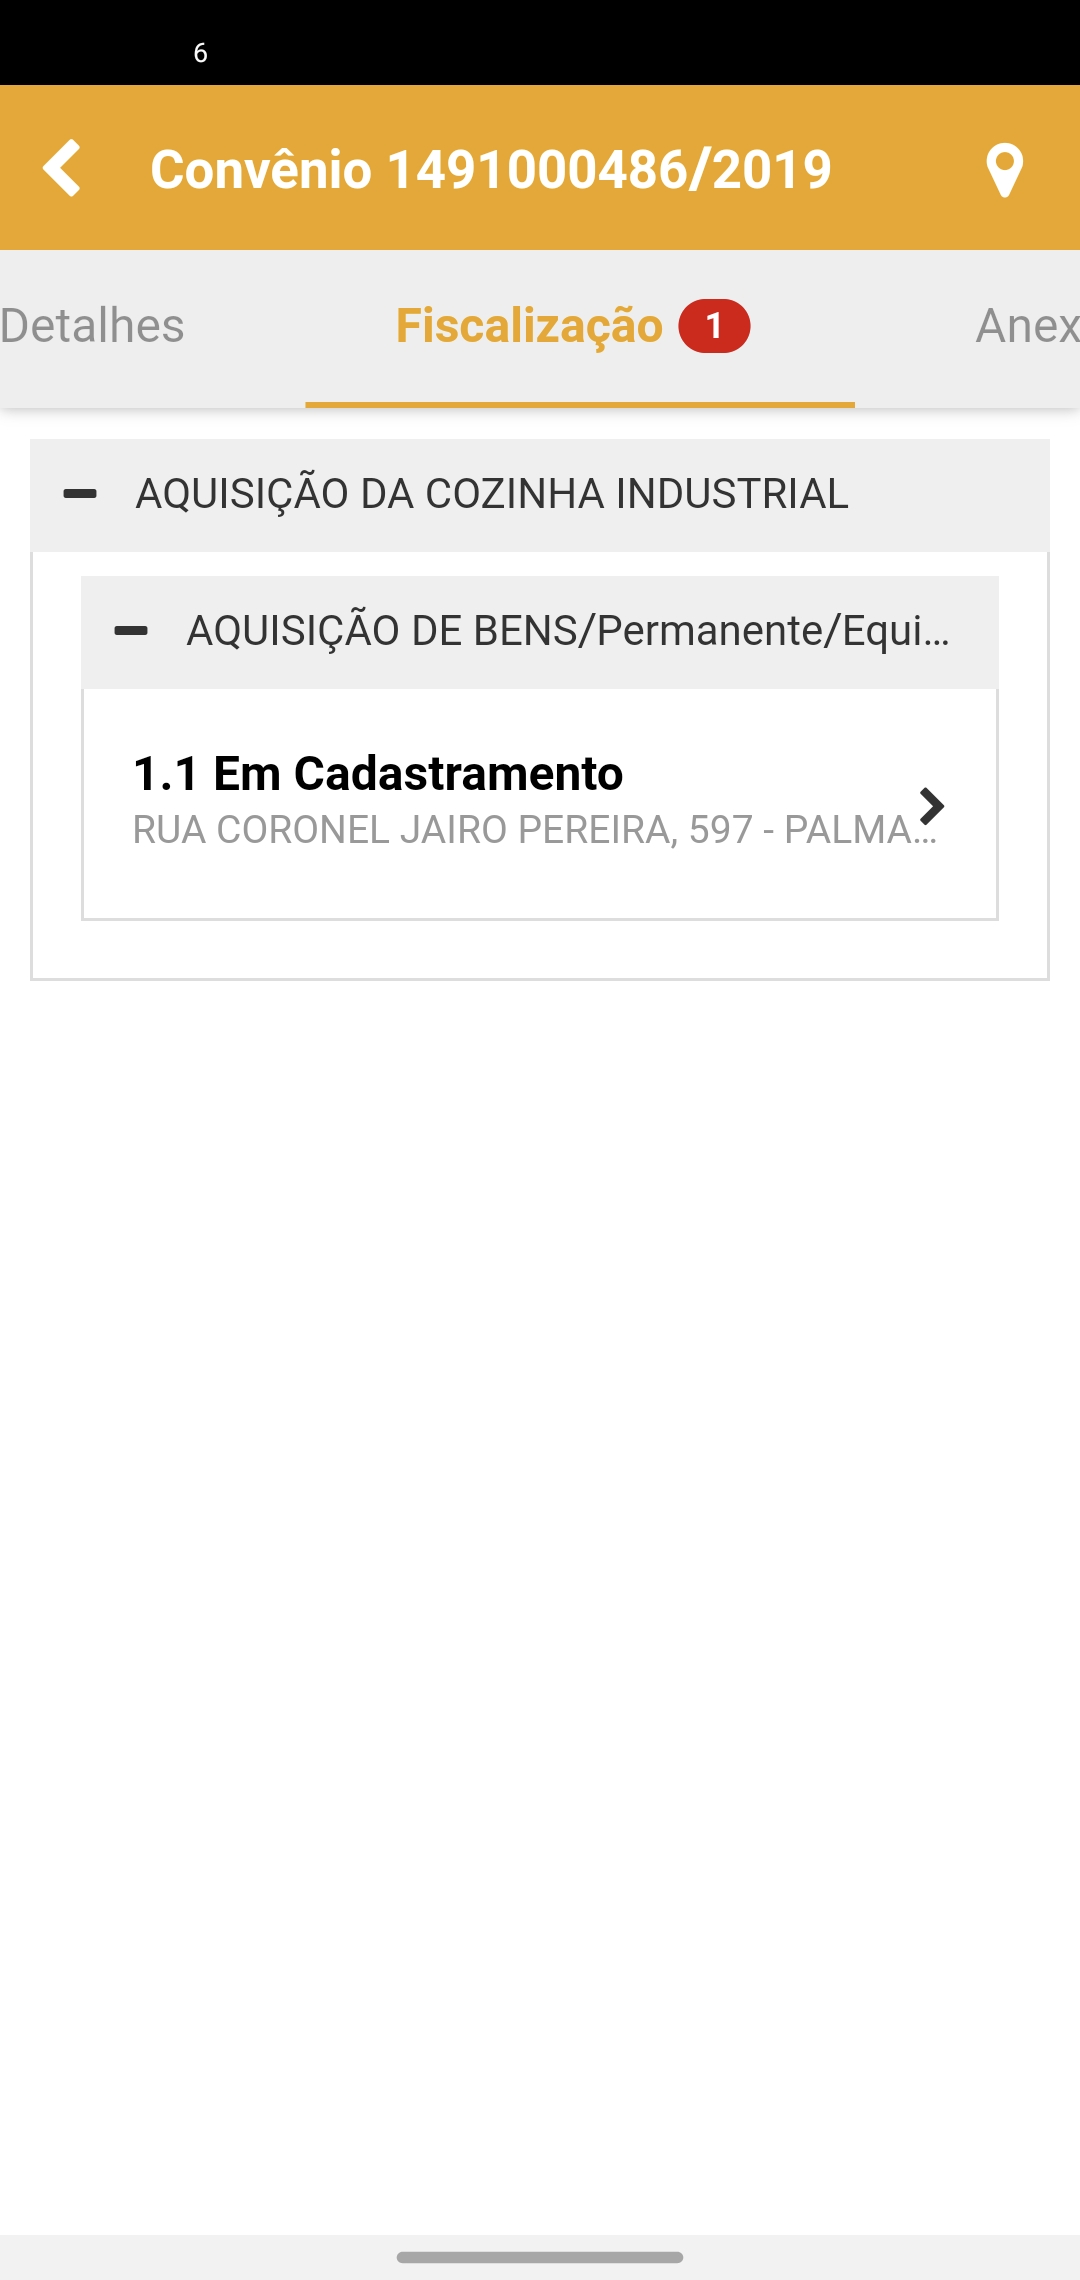 6
Convênio 1491000486/2019
Detalhes
Fiscalização 1
Anex
AQUISIÇÃO DA COZINHA INDUSTRIAL
AQUISIÇÃO DE BENS/Permanente/Equi...
1.1 Em Cadastramento
RUA CORONEL JAIRO PEREIRA, 597 - PALMA...